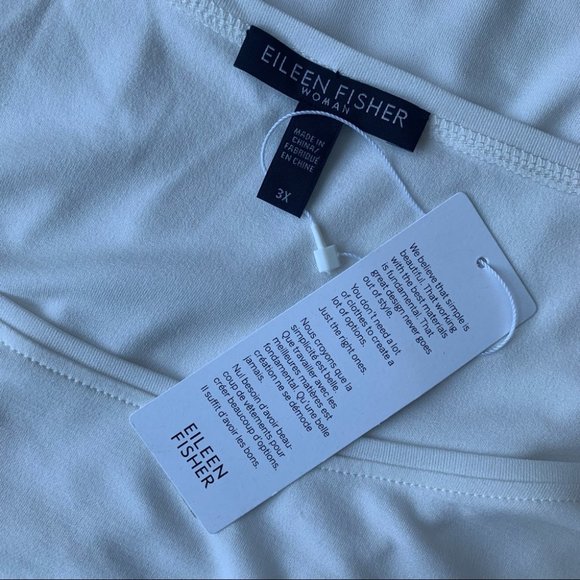 EILEEN FISHER
WOMAN
MADE IN
CHINA/
FABRIQUÉ
EN CHINE
3X
We believe that simple is
beautiful. That working
with the best materials
is fundamental. That
great design never goes
out of style.
You don't need a lot
of clothes to create a
lot of options.
Just the right ones.
Nous croyons que la
simplicité est belle
Que travailler avec les
meilleures matières est
fondamental. Qu'une belle
création ne se démode
jamais.
Nul besoin d'avoir beau-
coup de vêtements pour
créer beaucoup d'options.
Il suffit d'avoir les bons.
EILEEN
FISHER